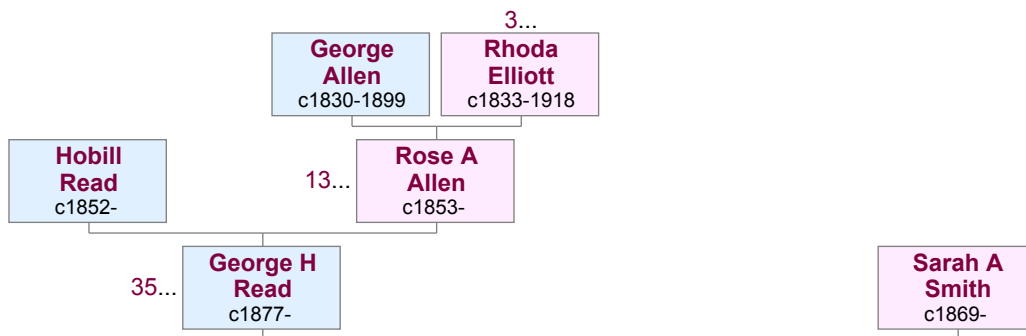 3...
George
Allen
c1830-1899
Rhoda
Elliott
c1833-1918
Hobill
Read
c1852-
13...
Rose A
Allen
c1853-
35...
George H
Read
c1877-
Sarah A
Smith
c1869-